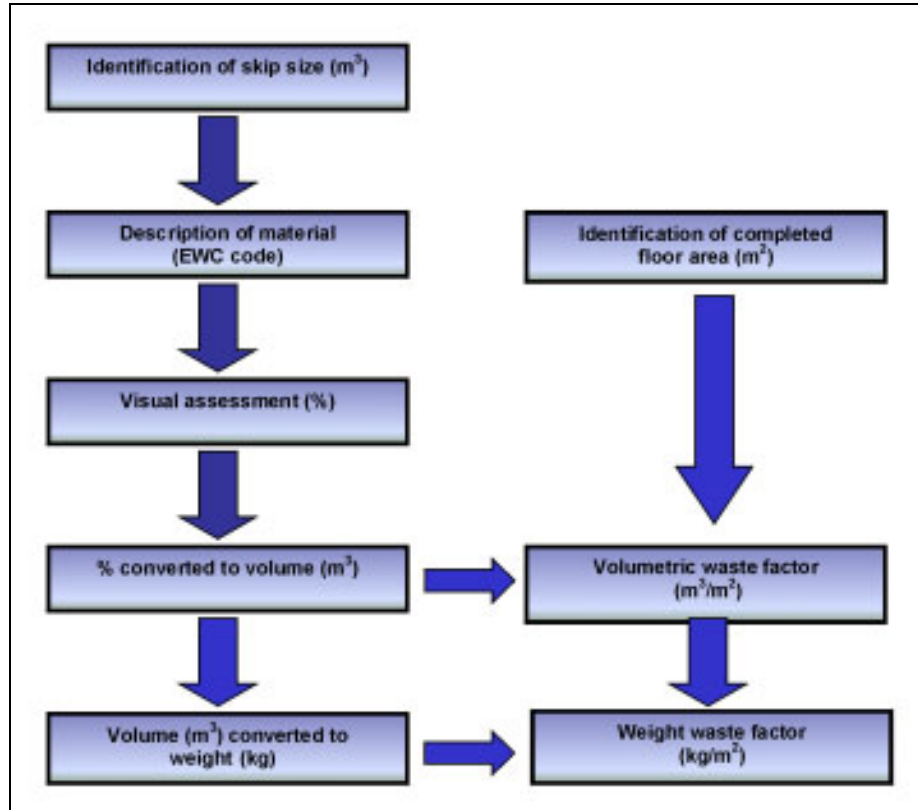 Identification of skip size (m³)
Description of material
(EWC code)
Identification of completed
floor area (m²)
Visual assessment (%)
% converted to volume (m³)
Volumetric waste factor
(m³/m²)
Volume (m³) converted to
weight (kg)
Weight waste factor
(kg/m²)